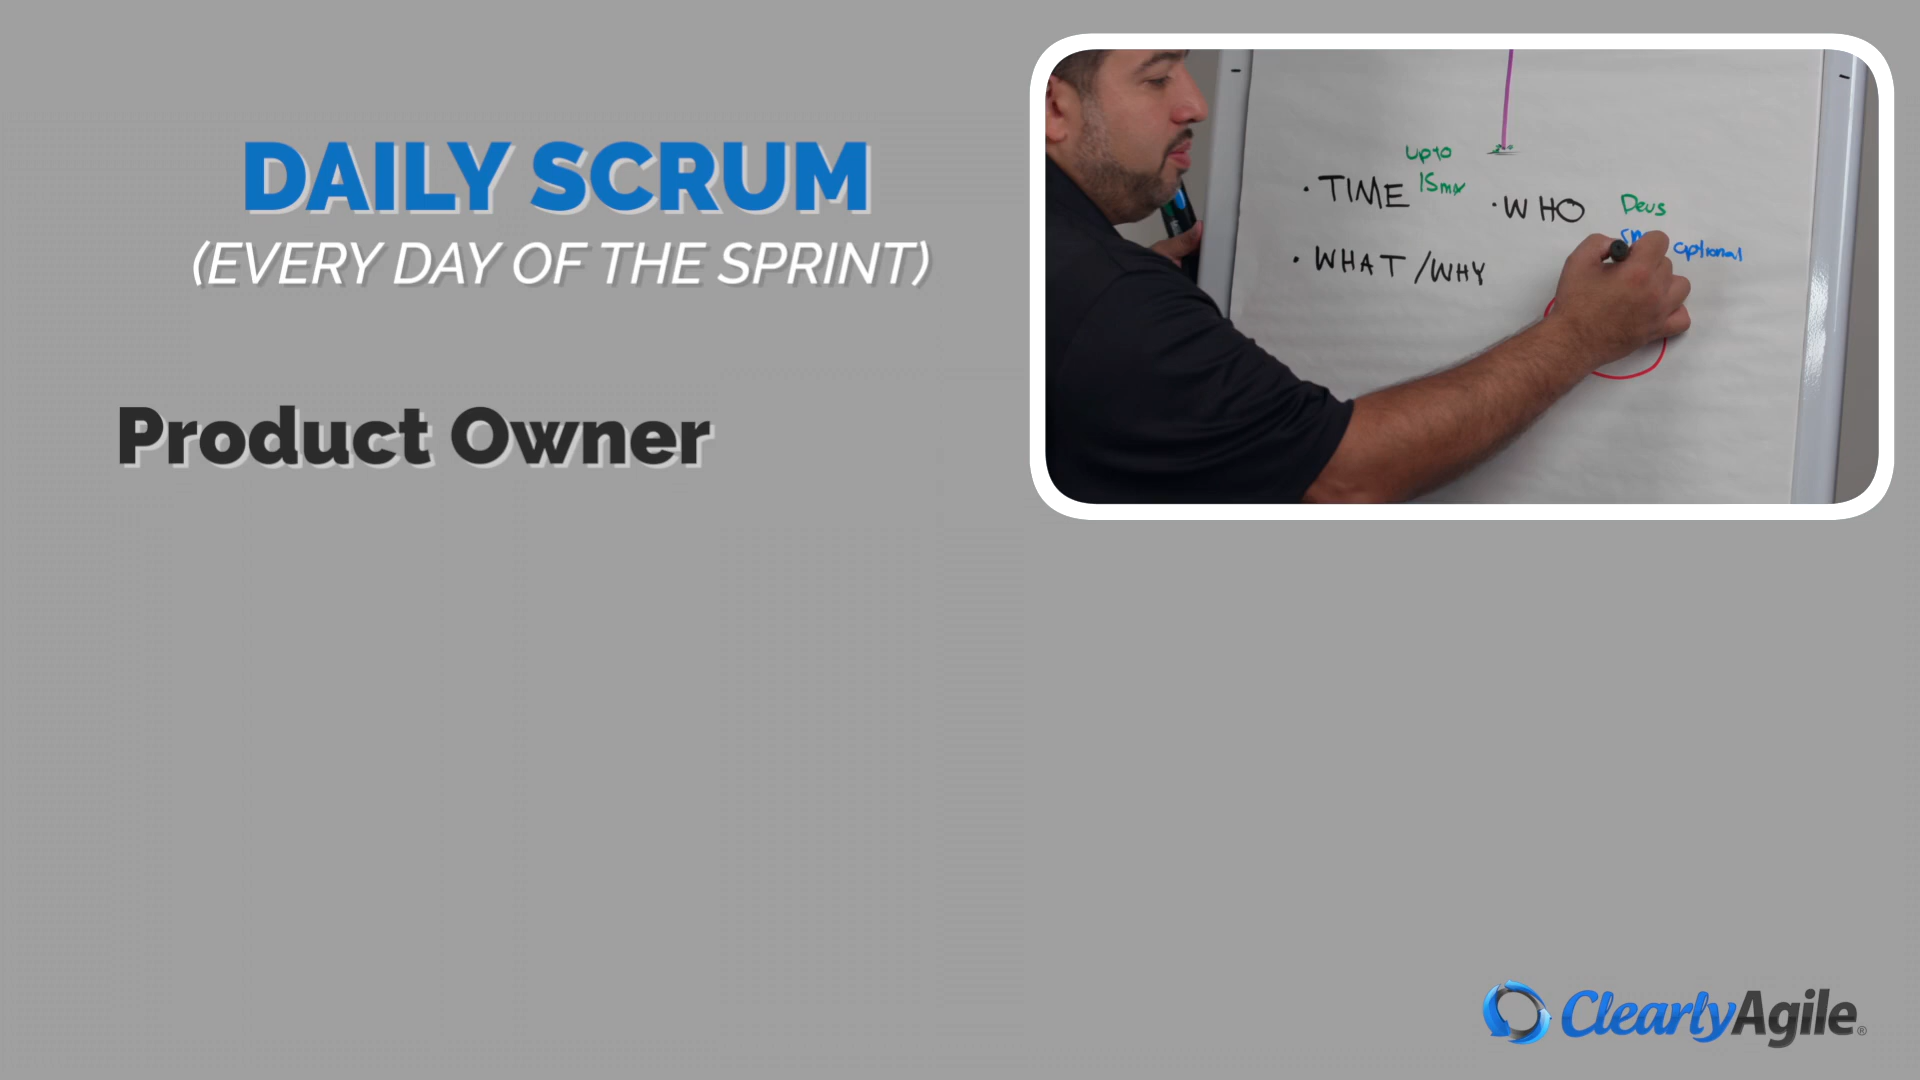 DAILY SCRUM
(EVERY DAY OF THE SPRINT)
Product Owner
• TIME
up to
15
• WHO
Devs
optional
• WHAT / WHY
ClearlyAgile®